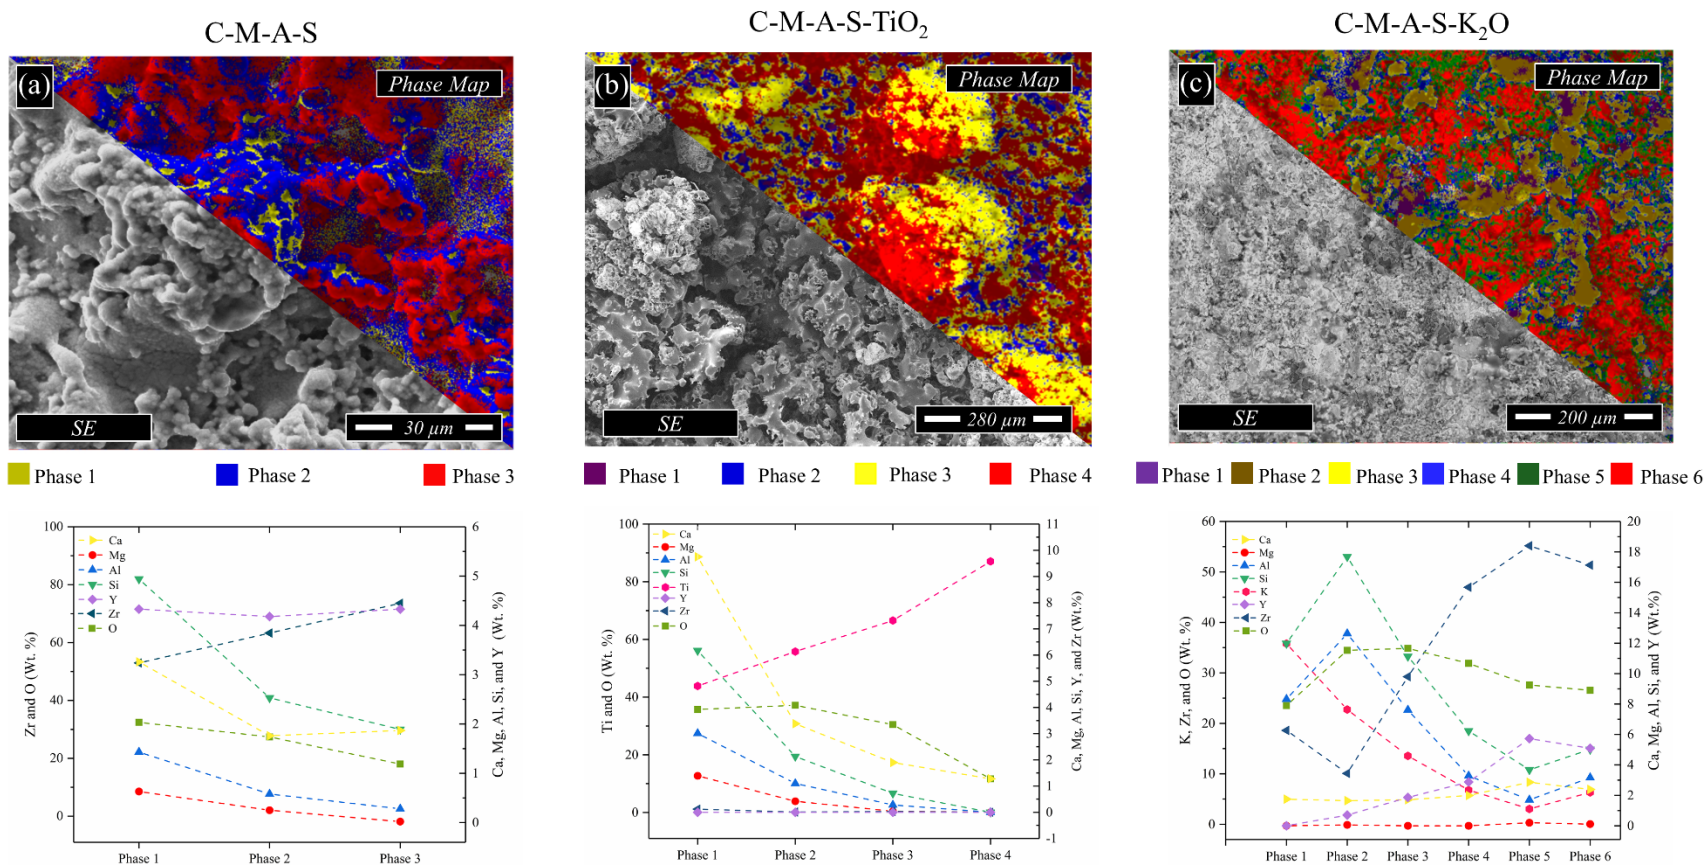 C-M-A-S
C-M-A-S-TiO₂
C-M-A-S-K₂O
(a)
Phase Map
SE
30 µm
(b)
Phase Map
SE
280 µm
(c)
Phase Map
SE
200 µm
Phase 1 Phase 2 Phase 3
Phase 1 Phase 2 Phase 3 Phase 4
Phase 1 Phase 2 Phase 3 Phase 4 Phase 5 Phase 6
Zr and O (Wt. %)
100
80
60
40
20
0
Ca
Mg
Al
Si
Y
Zr
O
6
5
4
3
2
1
0
Ca, Mg, Al, Si, and Y (Wt. %)
Phase 1 Phase 2 Phase 3
Ti and O (Wt. %)
100
80
60
40
20
0
Ca
Mg
Al
Si
Ti
Y
Zr
O
11
10
9
8
7
6
5
4
3
2
1
0
-1
Ca, Mg, Al, Si, Y, and Zr (Wt.%)
Phase 1 Phase 2 Phase 3 Phase 4
K, Zr, and O (Wt. %)
60
50
40
30
20
10
0
Ca
Mg
Al
Si
K
Y
Zr
O
20
18
16
14
12
10
8
6
4
2
0
Ca, Mg, Al, Si, and Y (Wt.%)
Phase 1 Phase 2 Phase 3 Phase 4 Phase 5 Phase 6